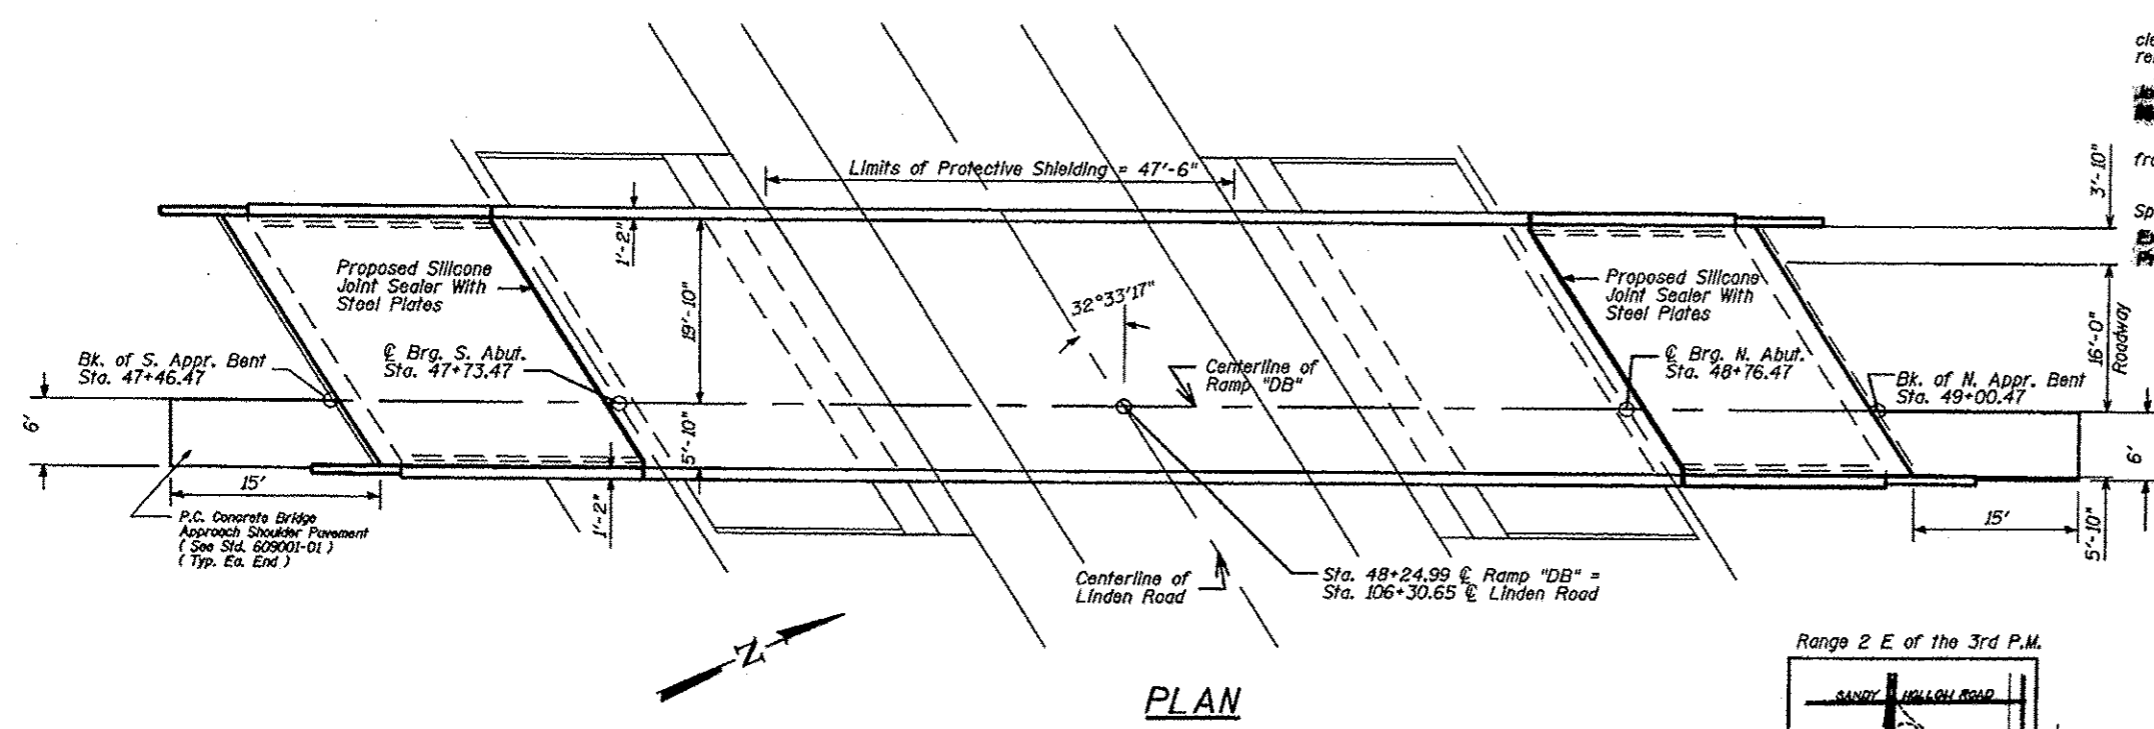 cle
re
fro
Sp
Limits of Protective Shielding = 47'-6"
3'-10"
1'-2"
19'-10"
Proposed Silicone
Joint Sealer With
Steel Plates
32°33'17"
Proposed Silicone
Joint Sealer With
Steel Plates
16'-0"
Roadway
Bk. of S. Appr. Bent
Sta. 47+46.47
℄ Brg. S. Abut.
Sta. 47+73.47
Centerline of
Ramp "DB"
℄ Brg. N. Abut.
Sta. 48+76.47
Bk. of N. Appr. Bent
Sta. 49+00.47
6'
5'-10"
6'
15'
1'-2"
15'
5'-10"
P.C. Concrete Bridge
Approach Shoulder Pavement
( See Std. 609001-01 )
( Typ. Ea. End )
Centerline of
Linden Road
Sta. 48+24.99 ℄ Ramp "DB" =
Sta. 106+30.65 ℄ Linden Road
N
PLAN
Range 2 E of the 3rd P.M.
SANDY HOLLOW ROAD